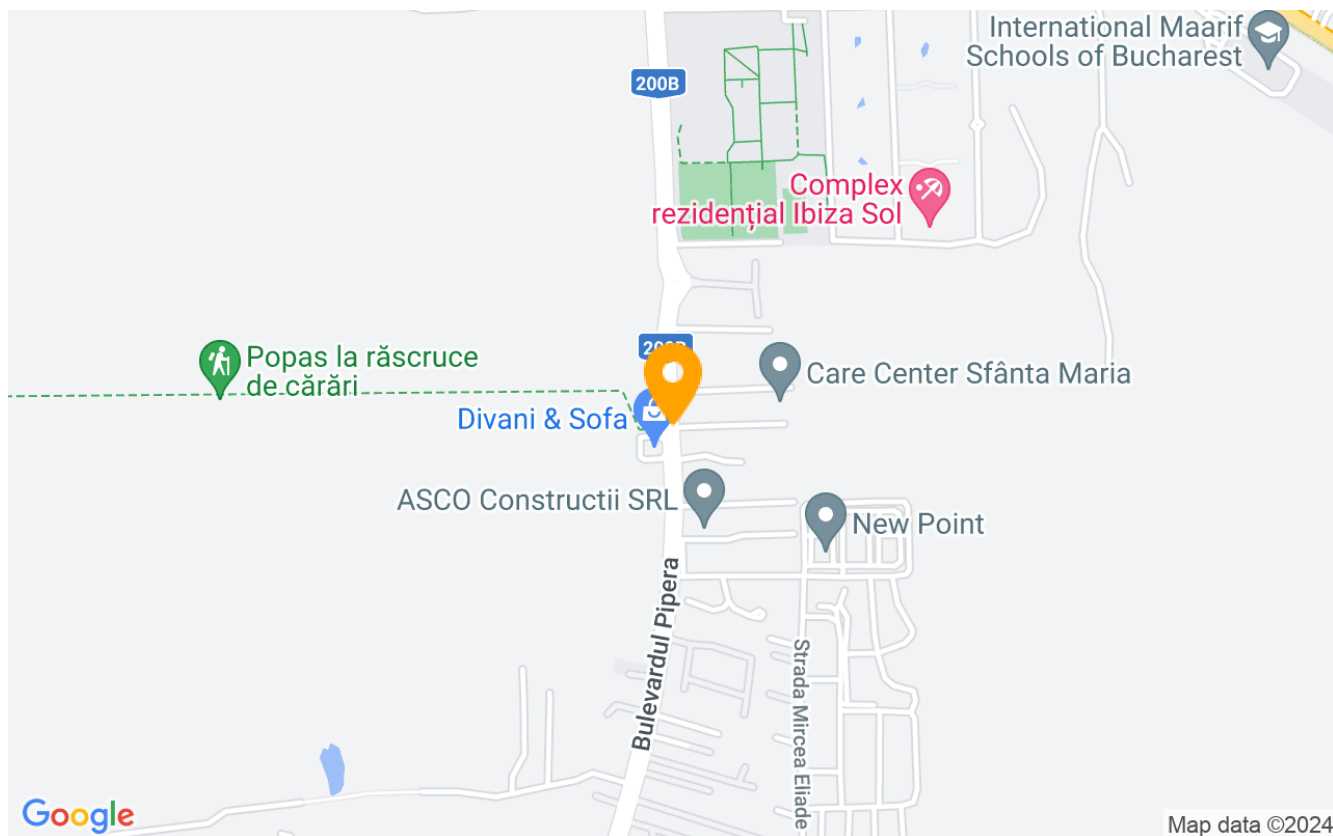 International Maarif
Schools of Bucharest
200B
Complex
rezidențial Ibiza Sol
Popas la răscruce
de cărări
Care Center Sfânta Maria
Divani & Sofa
ASCO Constructii SRL
New Point
Bulevardul Pipera
Strada Mircea Eliade
Google
Map data ©2024